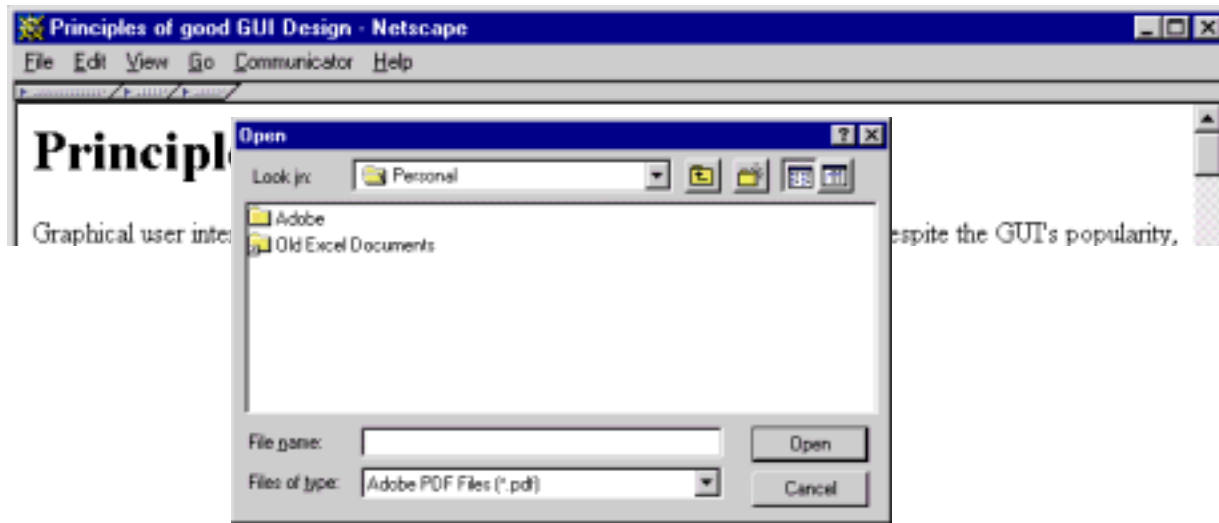 Principles of good GUI Design - Netscape
File Edit View Go Communicator Help
Principl
Graphical user inte
espite the GUI's popularity,
Open
Look in: Personal
Adobe
Old Excel Documents
File name:
Open
Files of type: Adobe PDF Files (*.pdf)
Cancel